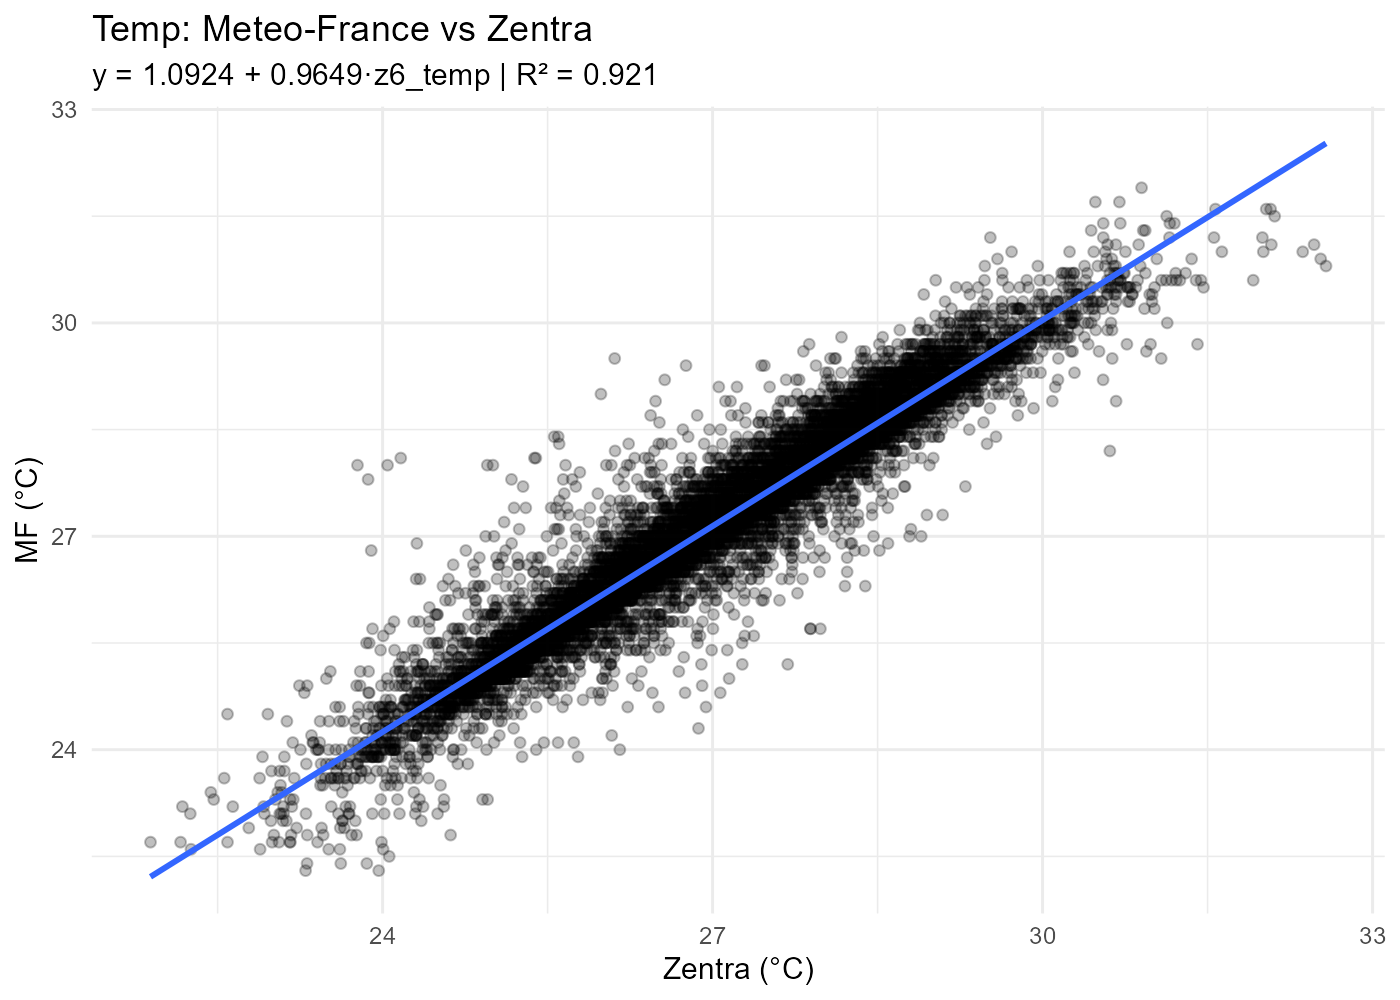 Temp: Meteo-France vs Zentra
y = 1.0924 + 0.9649·z6_temp | R² = 0.921
33
30
27
24
MF (°C)
24
27
30
33
Zentra (°C)